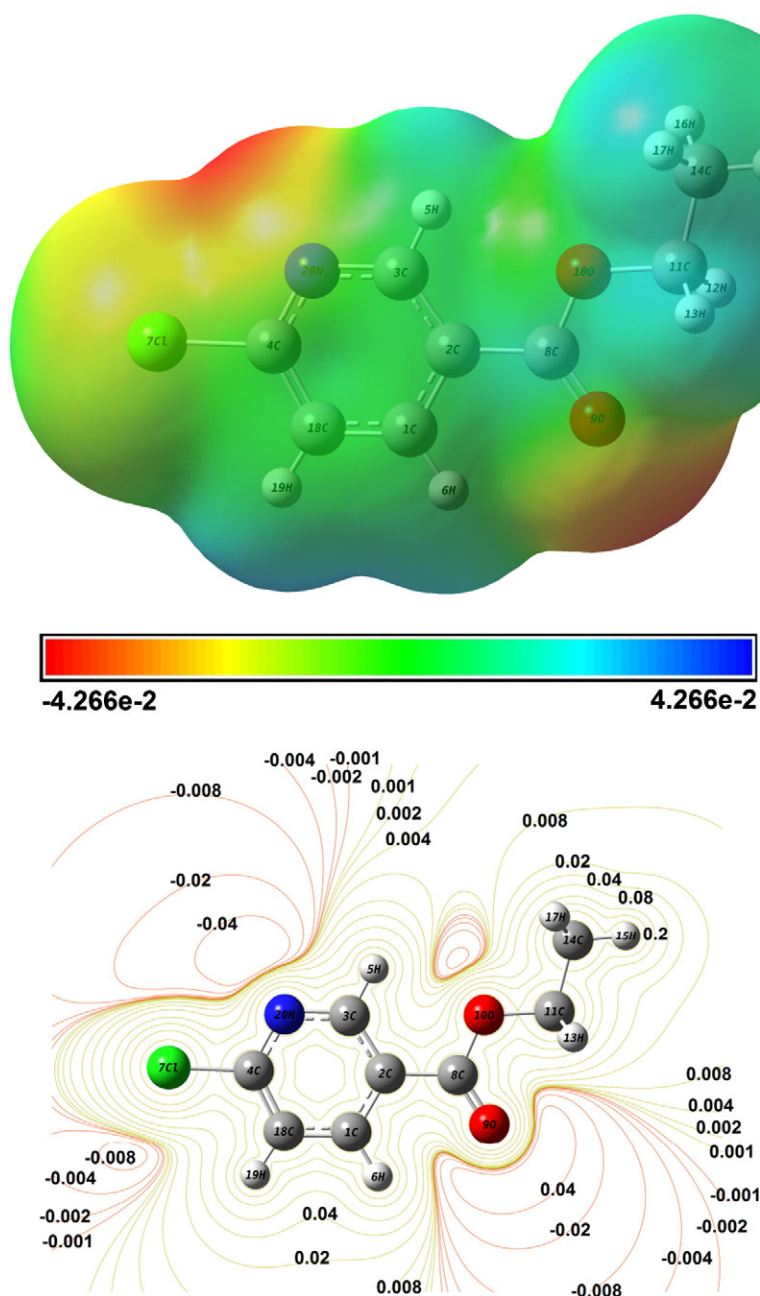 16H
17H
14C
5H
20N
3C
10O
11C
12H
13H
7Cl
4C
2C
8C
18C
1C
9O
19H
6H
-4.266e-2 4.266e-2
-0.004 -0.001
-0.002
0.001
-0.008
0.002
0.004
0.008
0.02
-0.02
0.04
0.08
-0.04
0.2
17H
14C
15H
5H
20N
3C
10O
11C
13H
7Cl
4C
2C
8C
0.008
0.004
9O
18C
1C
0.002
0.001
-0.008
19H
6H
-0.004
0.04
-0.001
-0.002
0.04
-0.002
-0.001
-0.02
-0.004
0.02
0.008
-0.008